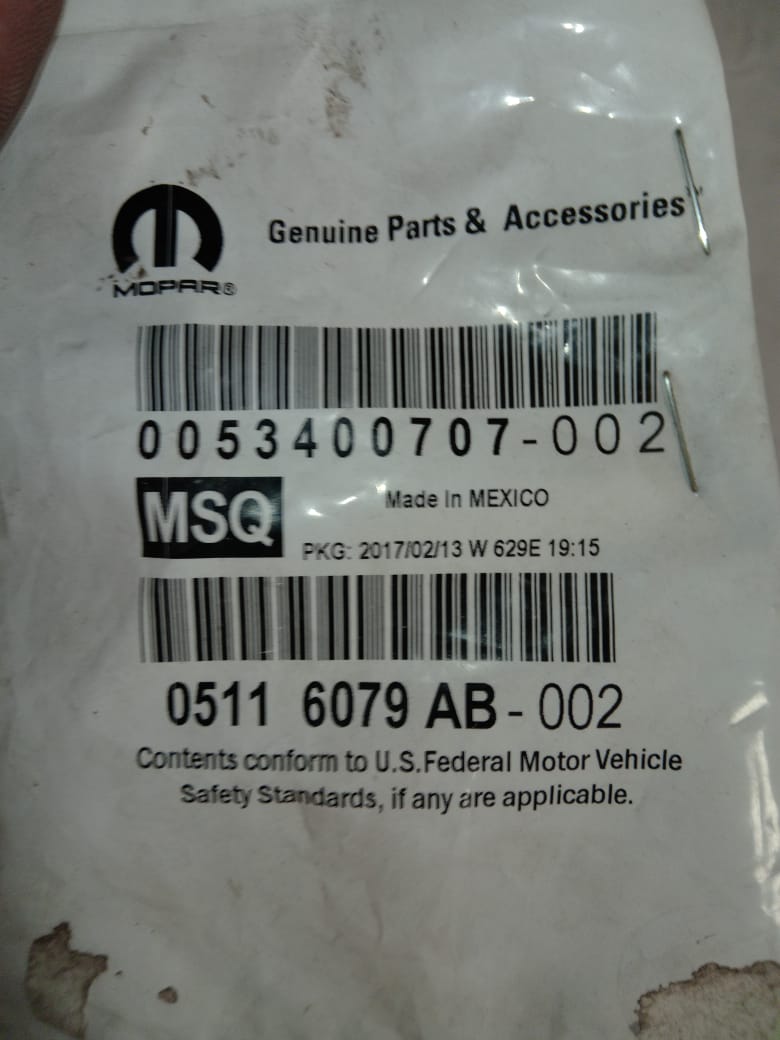 Genuine Parts & Accessories
MOPAR®
0053400707-002
MSQ
Made In MEXICO
PKG: 2017/02/13 W 629E 19:15
0511 6079 AB-002
Contents conform to U.S.Federal Motor Vehicle
Safety Standards, if any are applicable.